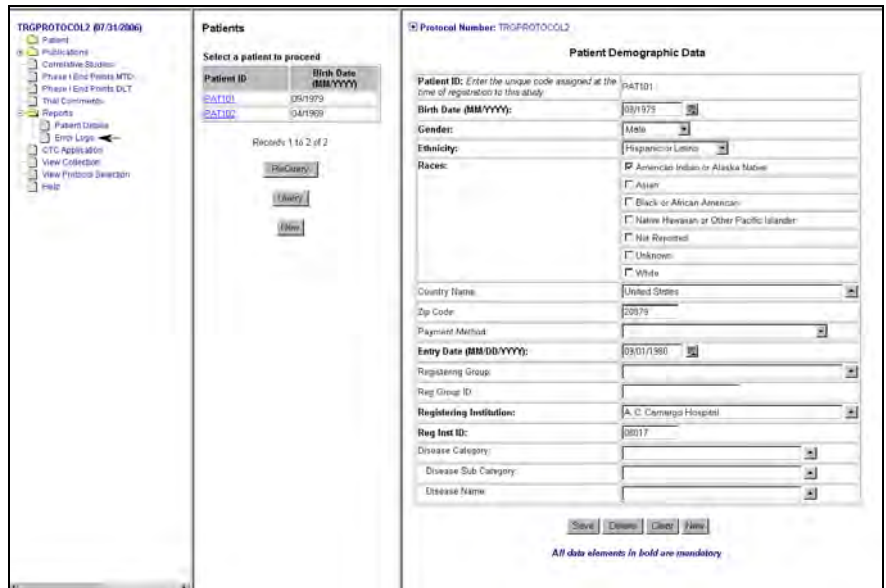 TRGPROTOCOL2 (07/31/2006)
Patient
Publications
Correlative Studies
Phase I End Points MTD
Phase I End Points DLT
Trial Comments
Reports
Patient Details
Error Logs
CTC Application
View Collection
View Protocol Selection
Help
Patients
Select a patient to proceed
Patient ID Birth Date
(MM/YYYY)
PAT101 09/1979
PAT102 04/1969
Records 1 to 2 of 2
ReQuery
Query
New
Protocol Number: TRGPROTOCOL2
Patient Demographic Data
Patient ID: Enter the unique code assigned at the
time of registration to this study
PAT101
Birth Date (MM/YYYY): 09/1979
Gender: Male
Ethnicity: Hispanic or Latino
Races: American Indian or Alaska Native
Asian
Black or African American
Native Hawaiian or Other Pacific Islander
Not Reported
Unknown
White
Country Name: United States
Zip Code: 20879
Payment Method:
Entry Date (MM/DD/YYYY): 09/01/1980
Registering Group:
Reg Group ID:
Registering Institution: A. C. Camargo Hospital
Reg Inst ID: 08017
Disease Category:
Disease Sub Category:
Disease Name:
Save Delete Clear New
All data elements in bold are mandatory